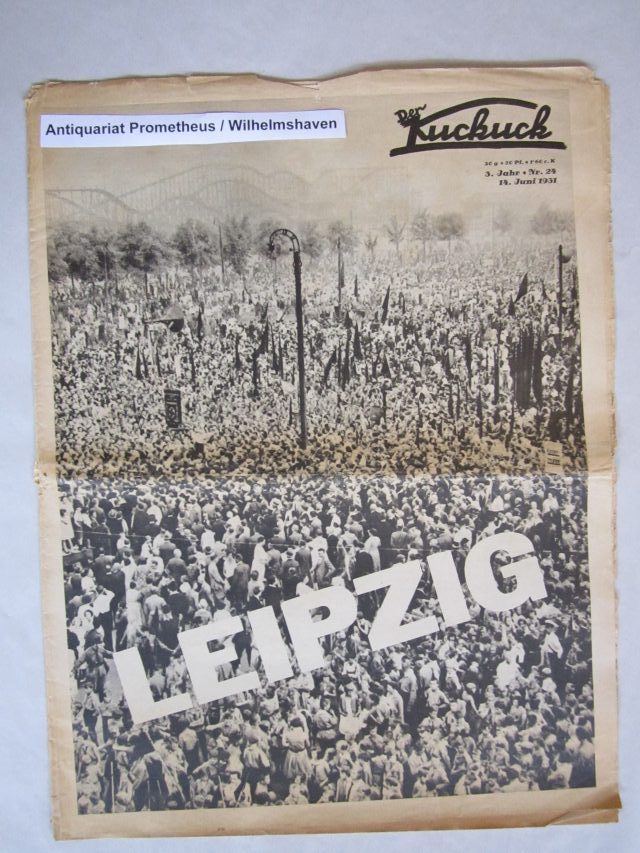 Antiquariat Prometheus / Wilhelmshaven
Der
Kuckuck
3. Jahr • Nr. 24
14. Juni 1931
LEIPZIG